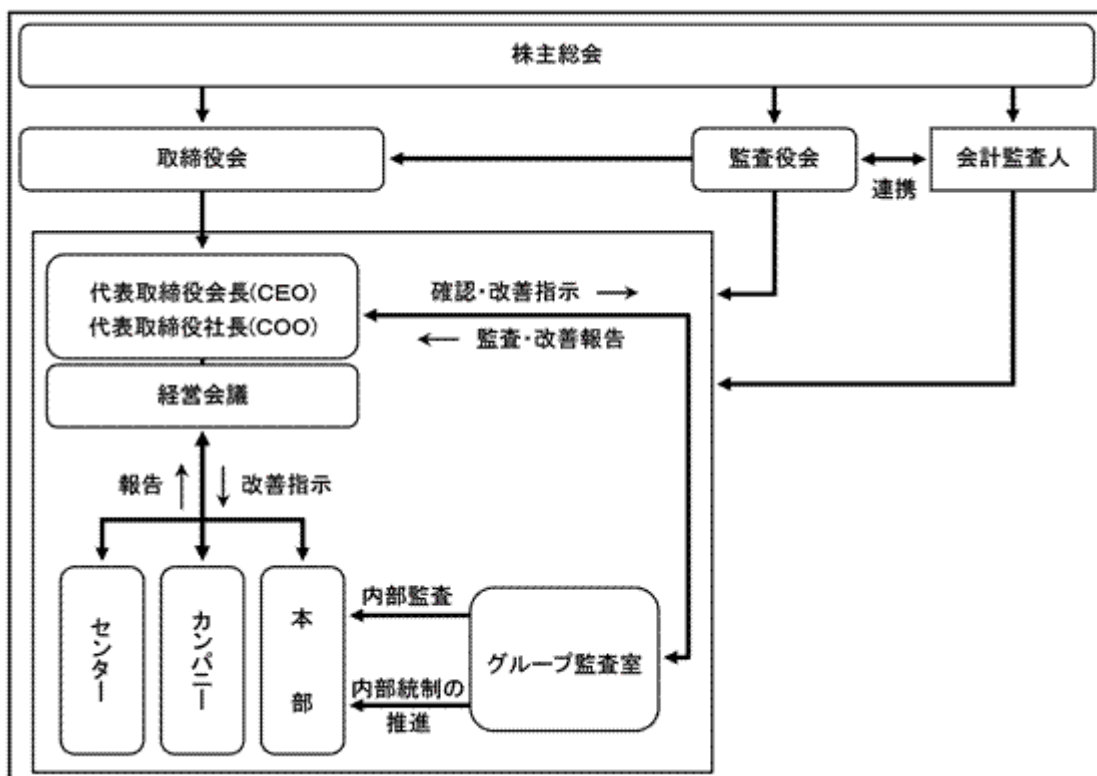 株主総会
取締役会
監査役会
会計監査人
連携
代表取締役会長(CEO)
代表取締役社長(COO)
確認・改善指示 →
← 監査・改善報告
経営会議
報告
改善指示
センター
カンパニー
本部
内部監査
グループ監査室
内部統制の
推進